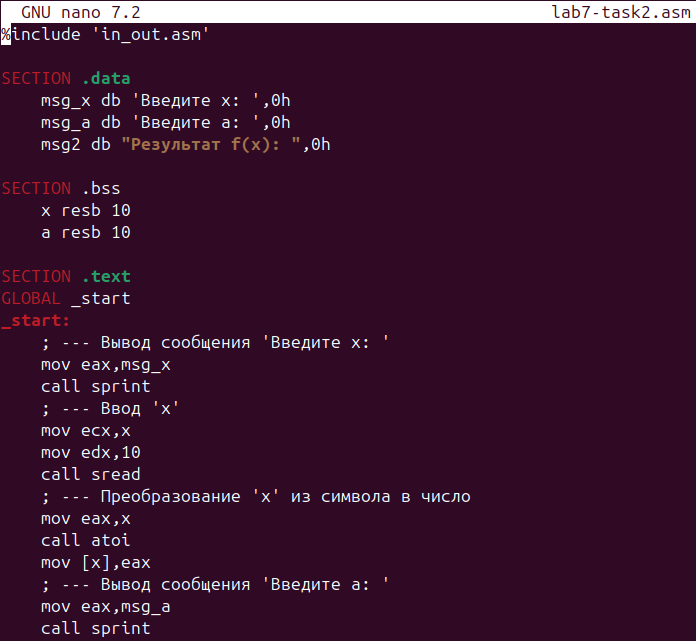 GNU nano 7.2 lab7-task2.asm
%include 'in_out.asm'
SECTION .data
msg_x db 'Введите x: ',0h
msg_a db 'Введите a: ',0h
msg2 db "Результат f(x): ",0h
SECTION .bss
x resb 10
a resb 10
SECTION .text
GLOBAL _start
_start:
; --- Вывод сообщения 'Введите x: '
mov eax,msg_x
call sprint
; --- Ввод 'x'
mov ecx,x
mov edx,10
call sread
; --- Преобразование 'x' из символа в число
mov eax,x
call atoi
mov [x],eax
; --- Вывод сообщения 'Введите a: '
mov eax,msg_a
call sprint